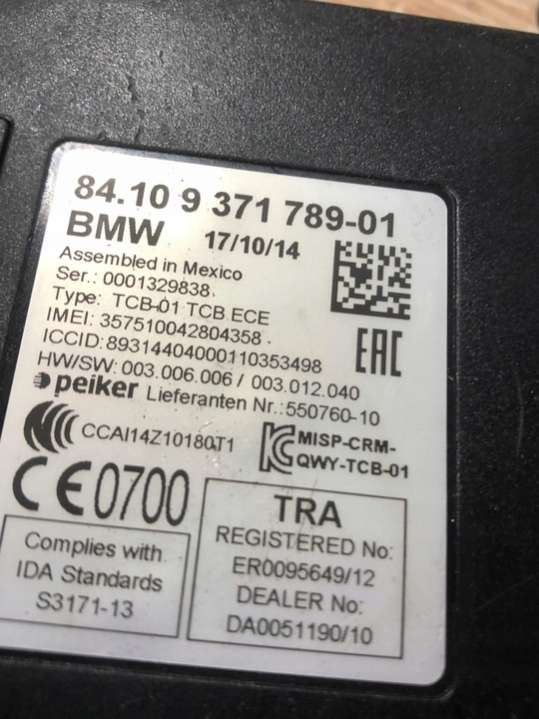 84.10 9 371 789-01
BMW 17/10/14
Assembled in Mexico
Ser.: 0001329838.
Type: TCB-01 TCB ECE
IMEI: 357510042804358
ICCID: 89314404000110353498
HW/SW: 003.006.006 / 003.012.040
peiker Lieferanten Nr.: 550760-10
EAC
CCAI14Z10180T1
MISP-CRM-
QWY-TCB-01
CE0700
Complies with
IDA Standards
S3171-13
TRA
REGISTERED No:
ER0095649/12
DEALER No:
DA0051190/10